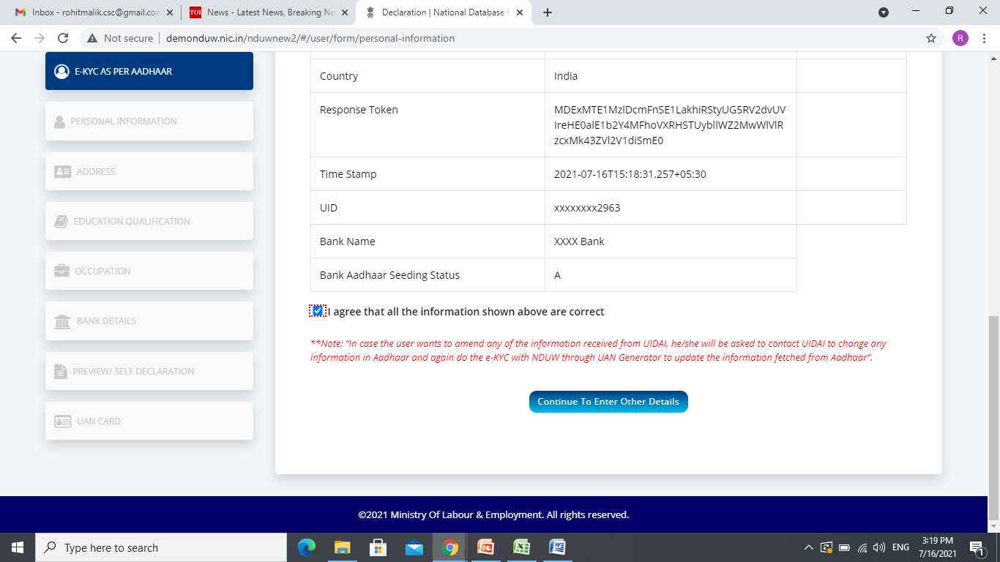 Inbox - rohitmalik.csc@gmail.con
TOI News - Latest News, Breaking Ne
Declaration | National Database f
Not secure | demonduw.nic.in/nduwnew2/#/user/form/personal-information
R
E-KYC AS PER AADHAAR
PERSONAL INFORMATION
ADDRESS
EDUCATION QUALIFICATION
OCCUPATION
BANK DETAILS
PREVIEW/ SELF DECLARATION
UAN CARD
Country India
Response Token MDExMTE1MzlDcmFnSE1LakhiRStyUG5RV2dvUV
IreHE0alE1b2Y4MFhoVXRHSTUybllWZ2MwWlVlR
zcxMk43ZVl2V1diSmE0
Time Stamp 2021-07-16T15:18:31.257+05:30
UID xxxxxxxx2963
Bank Name XXXX Bank
Bank Aadhaar Seeding Status A
I agree that all the information shown above are correct
**Note: “In case the user wants to amend any of the information received from UIDAI, he/she will be asked to contact UIDAI to change any
information in Aadhaar and again do the e-KYC with NDUW through UAN Generator to update the information fetched from Aadhaar”.
Continue To Enter Other Details
©2021 Ministry Of Labour & Employment. All rights reserved.
Type here to search
ENG
3:19 PM
7/16/2021
1